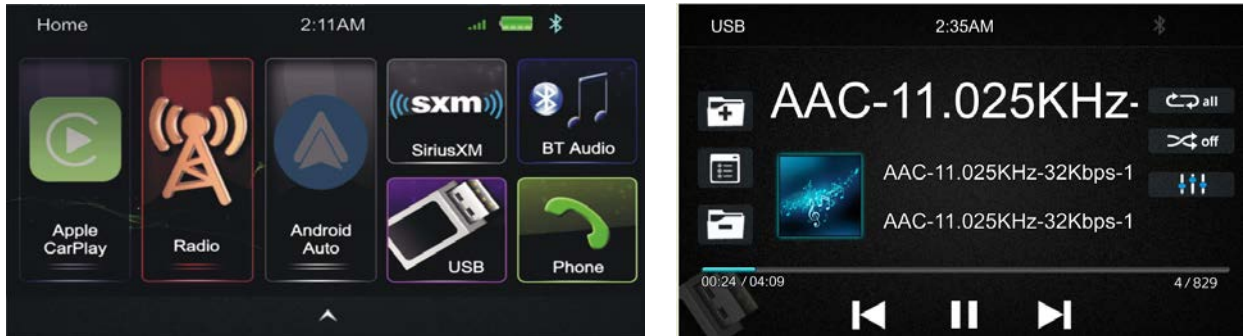 Home 2:11AM
((sxm))
SiriusXM
BT Audio
Apple
CarPlay
Radio
Android
Auto
USB
Phone
USB 2:35AM
AAC-11.025KHz-
all
off
AAC-11.025KHz-32Kbps-1
AAC-11.025KHz-32Kbps-1
00:24 / 04:09 4/829